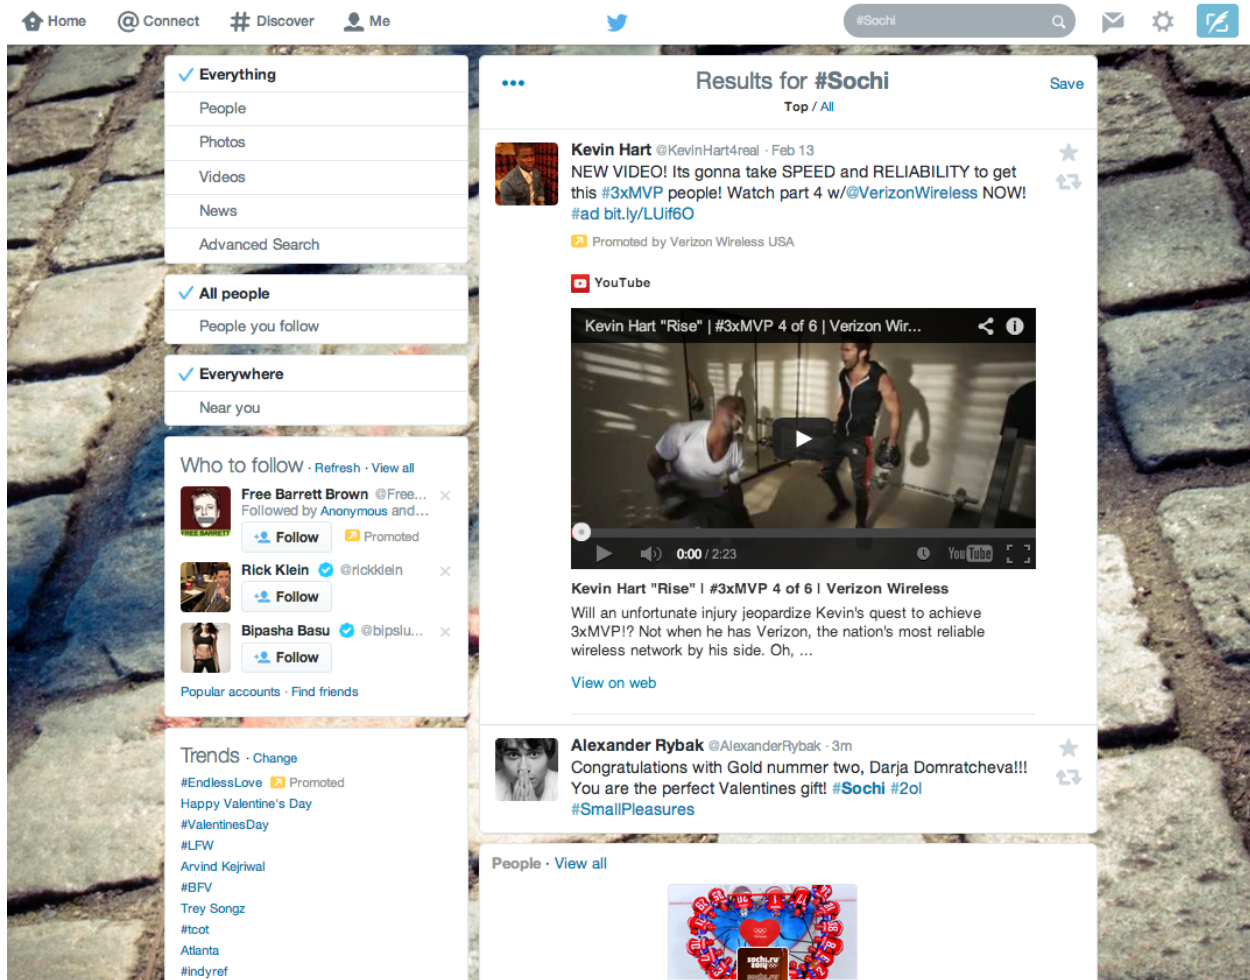 Home
Connect
Discover
Me
#Sochi
Everything
People
Photos
Videos
News
Advanced Search
All people
People you follow
Everywhere
Near you
Who to follow · Refresh · View all
Free Barrett Brown @Free...
Followed by Anonymous and...
FREE BARRETT
Follow
Promoted
Rick Klein @rickklein
Follow
Bipasha Basu @bipslu...
Follow
Popular accounts · Find friends
Trends · Change
#EndlessLove Promoted
Happy Valentine's Day
#ValentinesDay
#LFW
Arvind Kejriwal
#BFV
Trey Songz
#tcot
Atlanta
#indyref
Results for #Sochi
Save
Top / All
Kevin Hart @KevinHart4real · Feb 13
NEW VIDEO! Its gonna take SPEED and RELIABILITY to get
this #3xMVP people! Watch part 4 w/@VerizonWireless NOW!
#ad bit.ly/LUif6O
Promoted by Verizon Wireless USA
YouTube
Kevin Hart "Rise" | #3xMVP 4 of 6 | Verizon Wir...
0:00 / 2:23
YouTube
Kevin Hart "Rise" | #3xMVP 4 of 6 | Verizon Wireless
Will an unfortunate injury jeopardize Kevin's quest to achieve
3xMVP!? Not when he has Verizon, the nation's most reliable
wireless network by his side. Oh, ...
View on web
Alexander Rybak @AlexanderRybak · 3m
Congratulations with Gold nummer two, Darja Domratcheva!!!
You are the perfect Valentines gift! #Sochi #2ol
#SmallPleasures
People · View all
sochi.ru
2014